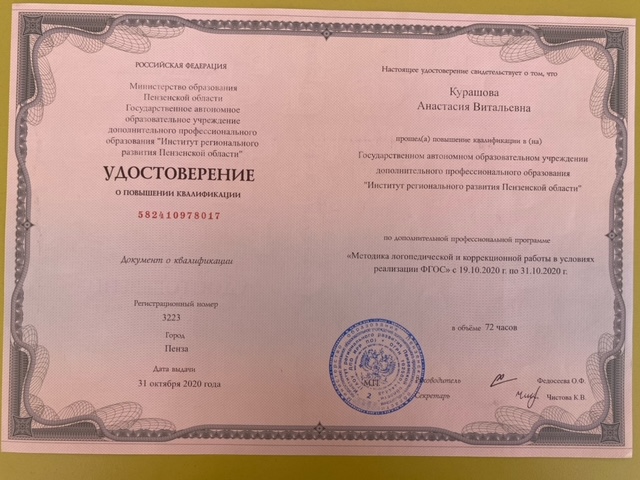 РОССИЙСКАЯ ФЕДЕРАЦИЯ
Министерство образования
Пензенской области
Государственное автономное
образовательное учреждение
дополнительного профессионального
образования "Институт регионального
развития Пензенской области"
УДОСТОВЕРЕНИЕ
О ПОВЫШЕНИИ КВАЛИФИКАЦИИ
582410978017
Документ о квалификации
Регистрационный номер
3223
Город
Пенза
Дата выдачи
31 октября 2020 года
Настоящее удостоверение свидетельствует о том, что
Курашова
Анастасия Витальевна
прошел(а) повышение квалификации в (на)
Государственном автономном образовательном учреждении
дополнительного профессионального образования
"Институт регионального развития Пензенской области"
по дополнительной профессиональной программе
«Методика логопедической и коррекционной работы в условиях
реализации ФГОС» с 19.10.2020 г. по 31.10.2020 г.
в объёме 72 часов
М.П.
Руководитель
Федосеева О.Ф.
Секретарь
Чистова К.В.